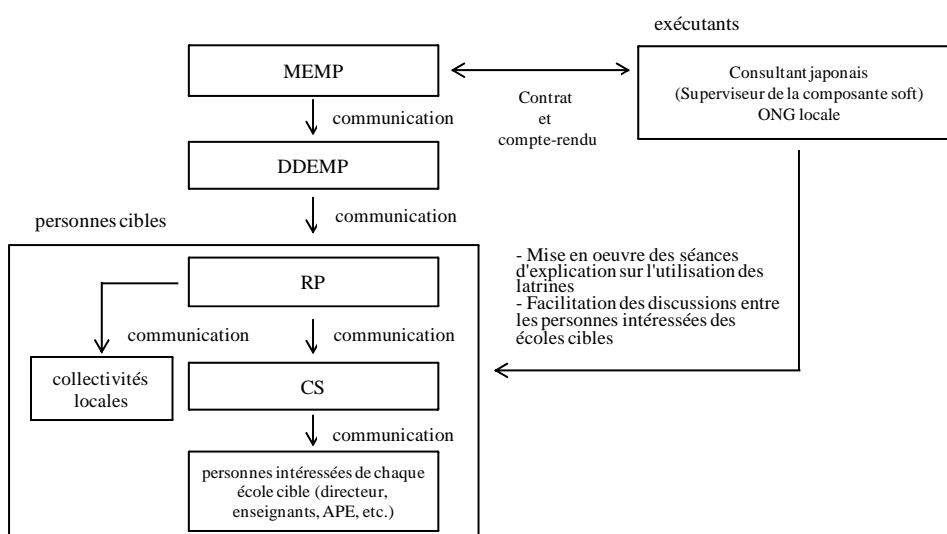 exécutants
MEMP
Consultant japonais
(Superviseur de la composante soft)
ONG locale
Contrat
et
compte-rendu
communication
DDEMP
communication
personnes cibles
- Mise en oeuvre des séances
d'explication sur l'utilisation des
latrines
- Facilitation des discussions entre
les personnes intéressées des
écoles cibles
RP
communication
communication
collectivités
locales
CS
communication
personnes intéressées de chaque
école cible (directeur,
enseignants, APE, etc.)